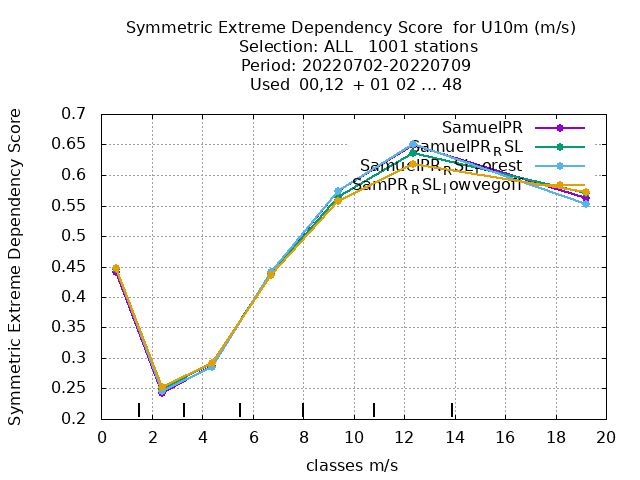 Symmetric Extreme Dependency Score for U10m (m/s)
Selection: ALL 1001 stations
Period: 20220702-20220709
Used 00,12 + 01 02 ... 48
Symmetric Extreme Dependency Score
0.7
0.65
0.6
0.55
0.5
0.45
0.4
0.35
0.3
0.25
0.2
SamuelPR
SamuelPR_RSL
SamuelPR_RSL_forest
SamPR_RSL_lowvegoff
0 2 4 6 8 10 12 14 16 18 20
classes m/s